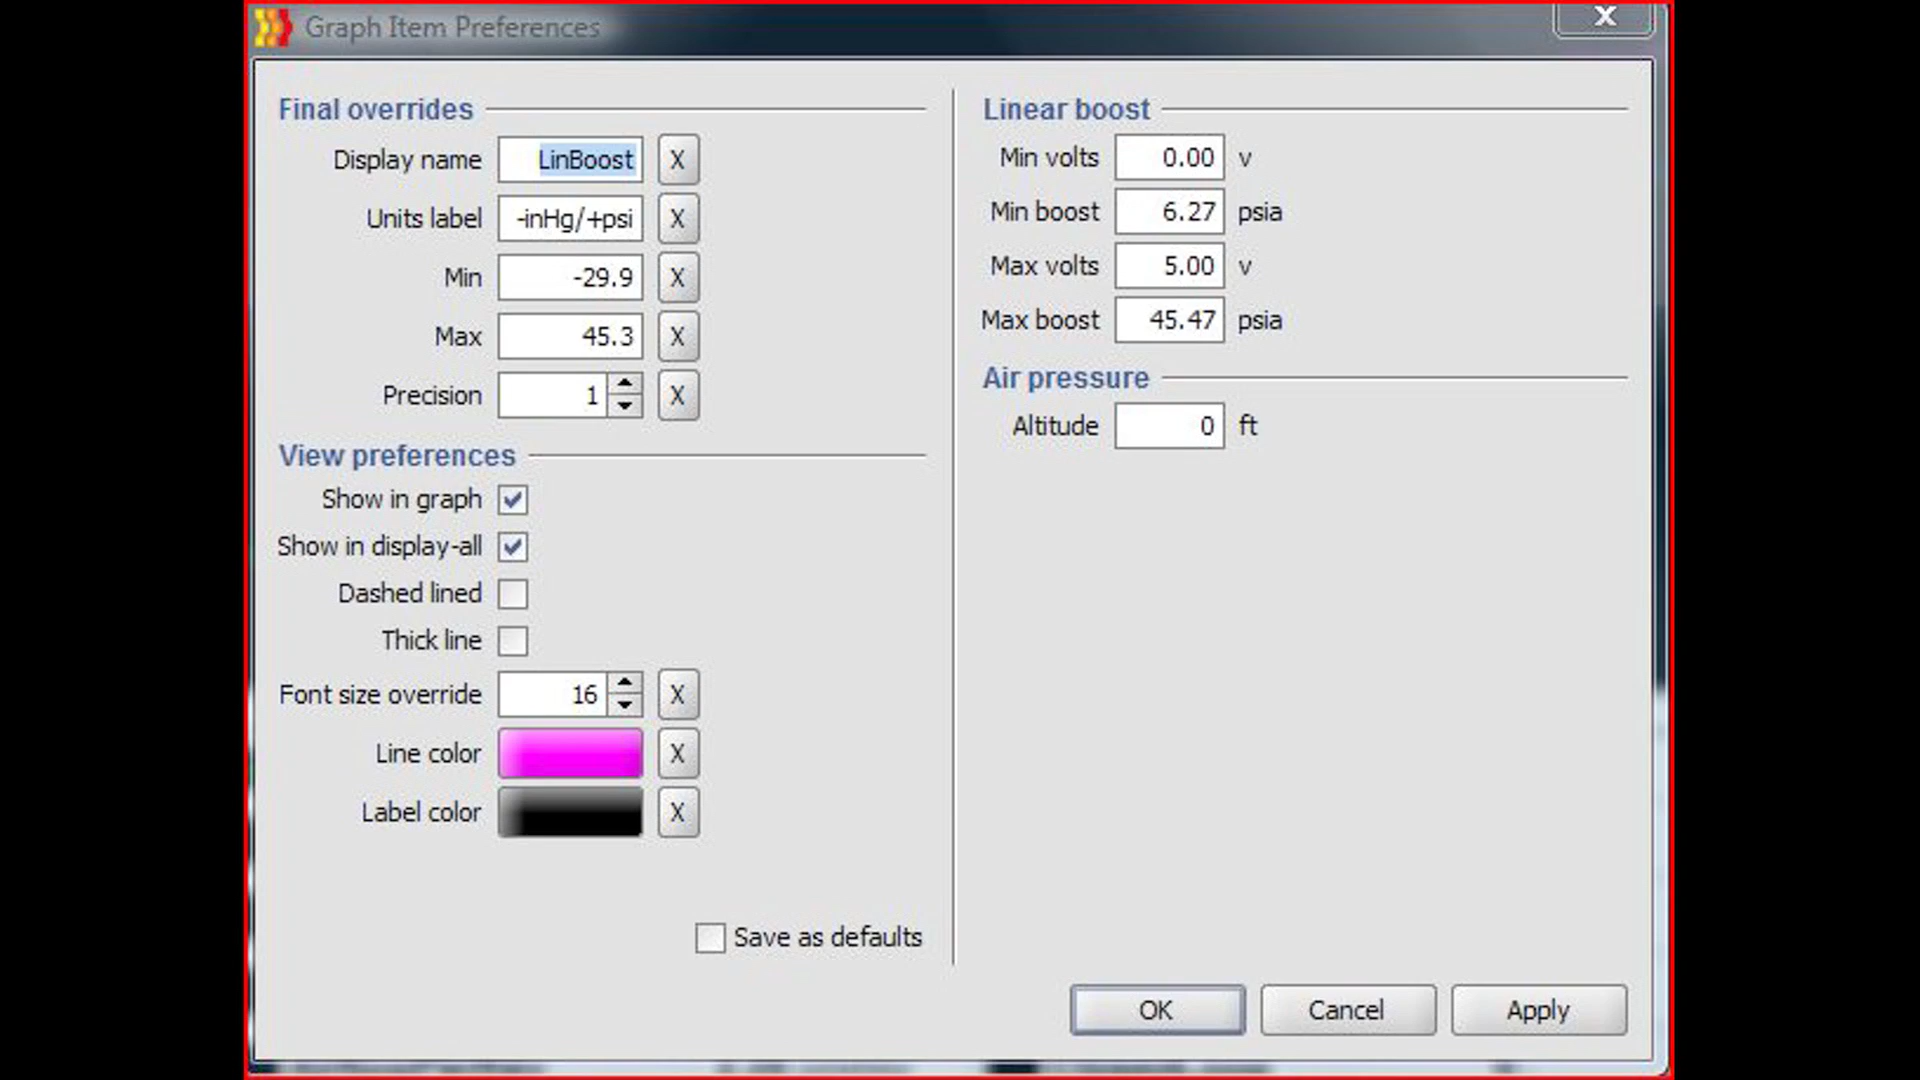 Graph Item Preferences
X
Final overrides
Display name LinBoost X
Units label -inHg/+psi X
Min -29.9 X
Max 45.3 X
Precision 1 X
View preferences
Show in graph
Show in display-all
Dashed lined
Thick line
Font size override 16 X
Line color X
Label color X
Save as defaults
Linear boost
Min volts 0.00 v
Min boost 6.27 psia
Max volts 5.00 v
Max boost 45.47 psia
Air pressure
Altitude 0 ft
OK Cancel Apply